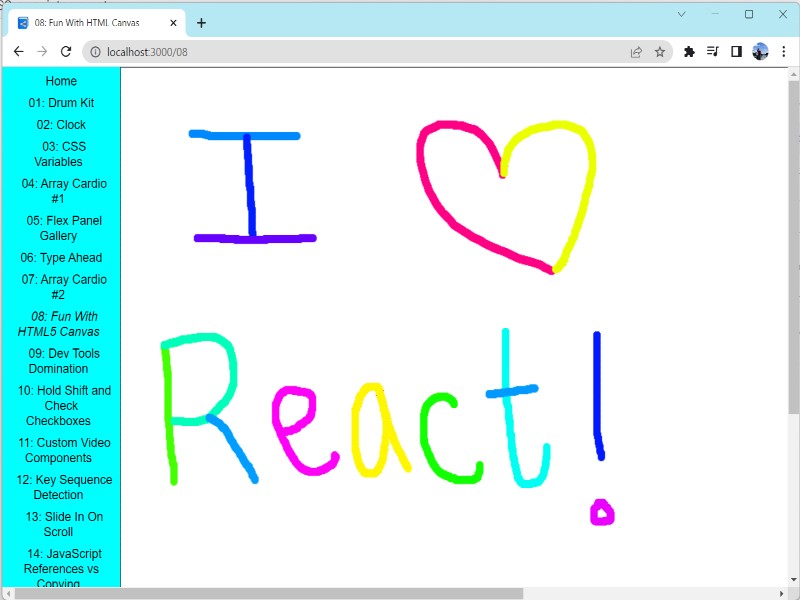 08: Fun With HTML Canvas
localhost:3000/08
Home
01: Drum Kit
02: Clock
03: CSS
Variables
04: Array Cardio
#1
05: Flex Panel
Gallery
06: Type Ahead
07: Array Cardio
#2
08: Fun With
HTML5 Canvas
09: Dev Tools
Domination
10: Hold Shift and
Check
Checkboxes
11: Custom Video
Components
12: Key Sequence
Detection
13: Slide In On
Scroll
14: JavaScript
References vs
Copying
I
React!